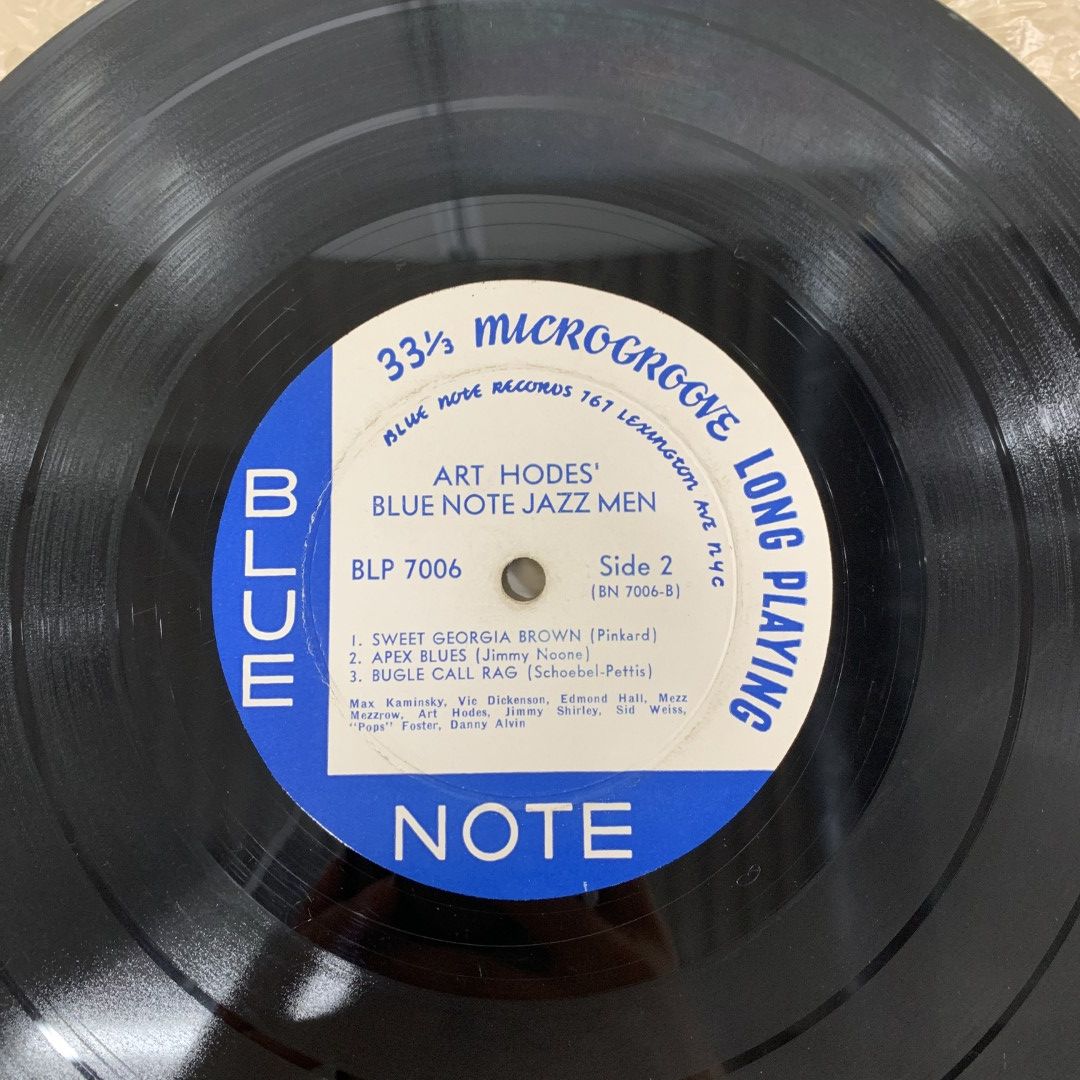 33⅓ MICROGROOVE LONG PLAYING
BLUE NOTE RECORDS 767 LEXINGTON AVE NYC
ART HODES'
BLUE NOTE JAZZ MEN
BLP 7006
Side 2
(BN 7006-B)
1. SWEET GEORGIA BROWN (Pinkard)
2. APEX BLUES (Jimmy Noone)
3. BUGLE CALL RAG (Schoebel-Pettis)
Max Kaminsky, Vic Dickenson, Edmond Hall, Mezz
Mezzrow, Art Hodes, Jimmy Shirley, Sid Weiss,
"Pops" Foster, Danny Alvin
BLUE
NOTE